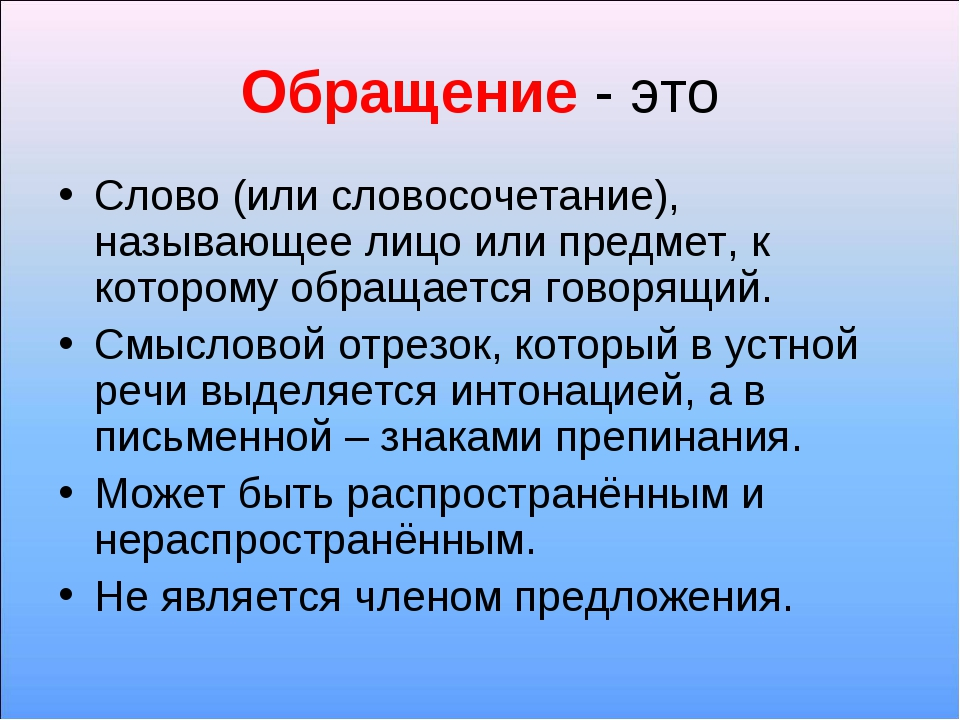 Обращение - это
• Слово (или словосочетание),
называющее лицо или предмет, к
которому обращается говорящий.
• Смысловой отрезок, который в устной
речи выделяется интонацией, а в
письменной – знаками препинания.
• Может быть распространённым и
нераспространённым.
• Не является членом предложения.